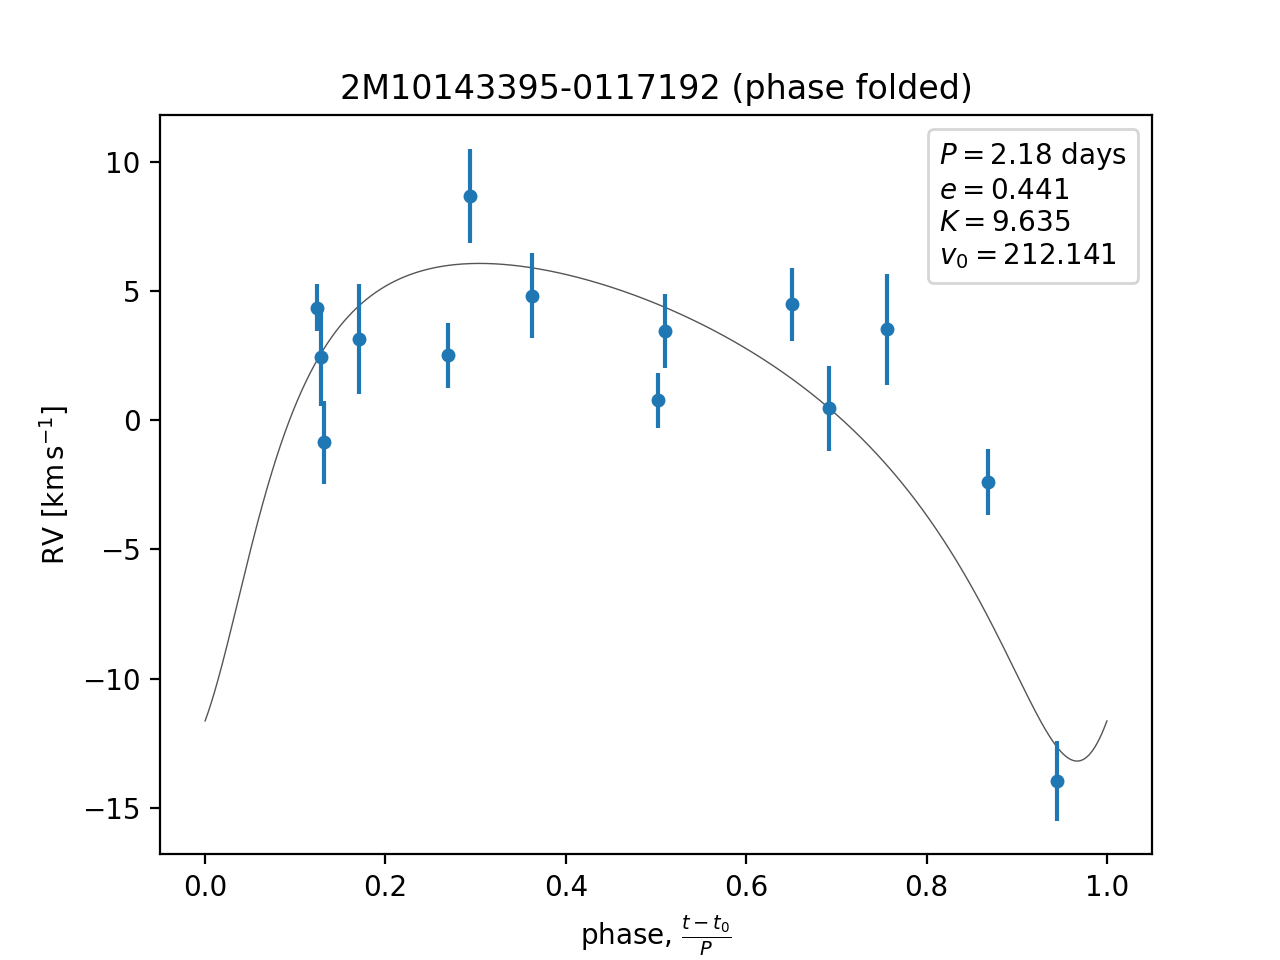 2M10143395-0117192 (phase folded)
P = 2.18 days
e = 0.441
K = 9.635
v₀ = 212.141
RV [km s⁻¹]
10
5
0
−5
−10
−15
0.0 0.2 0.4 0.6 0.8 1.0
phase, (t − t₀)/P